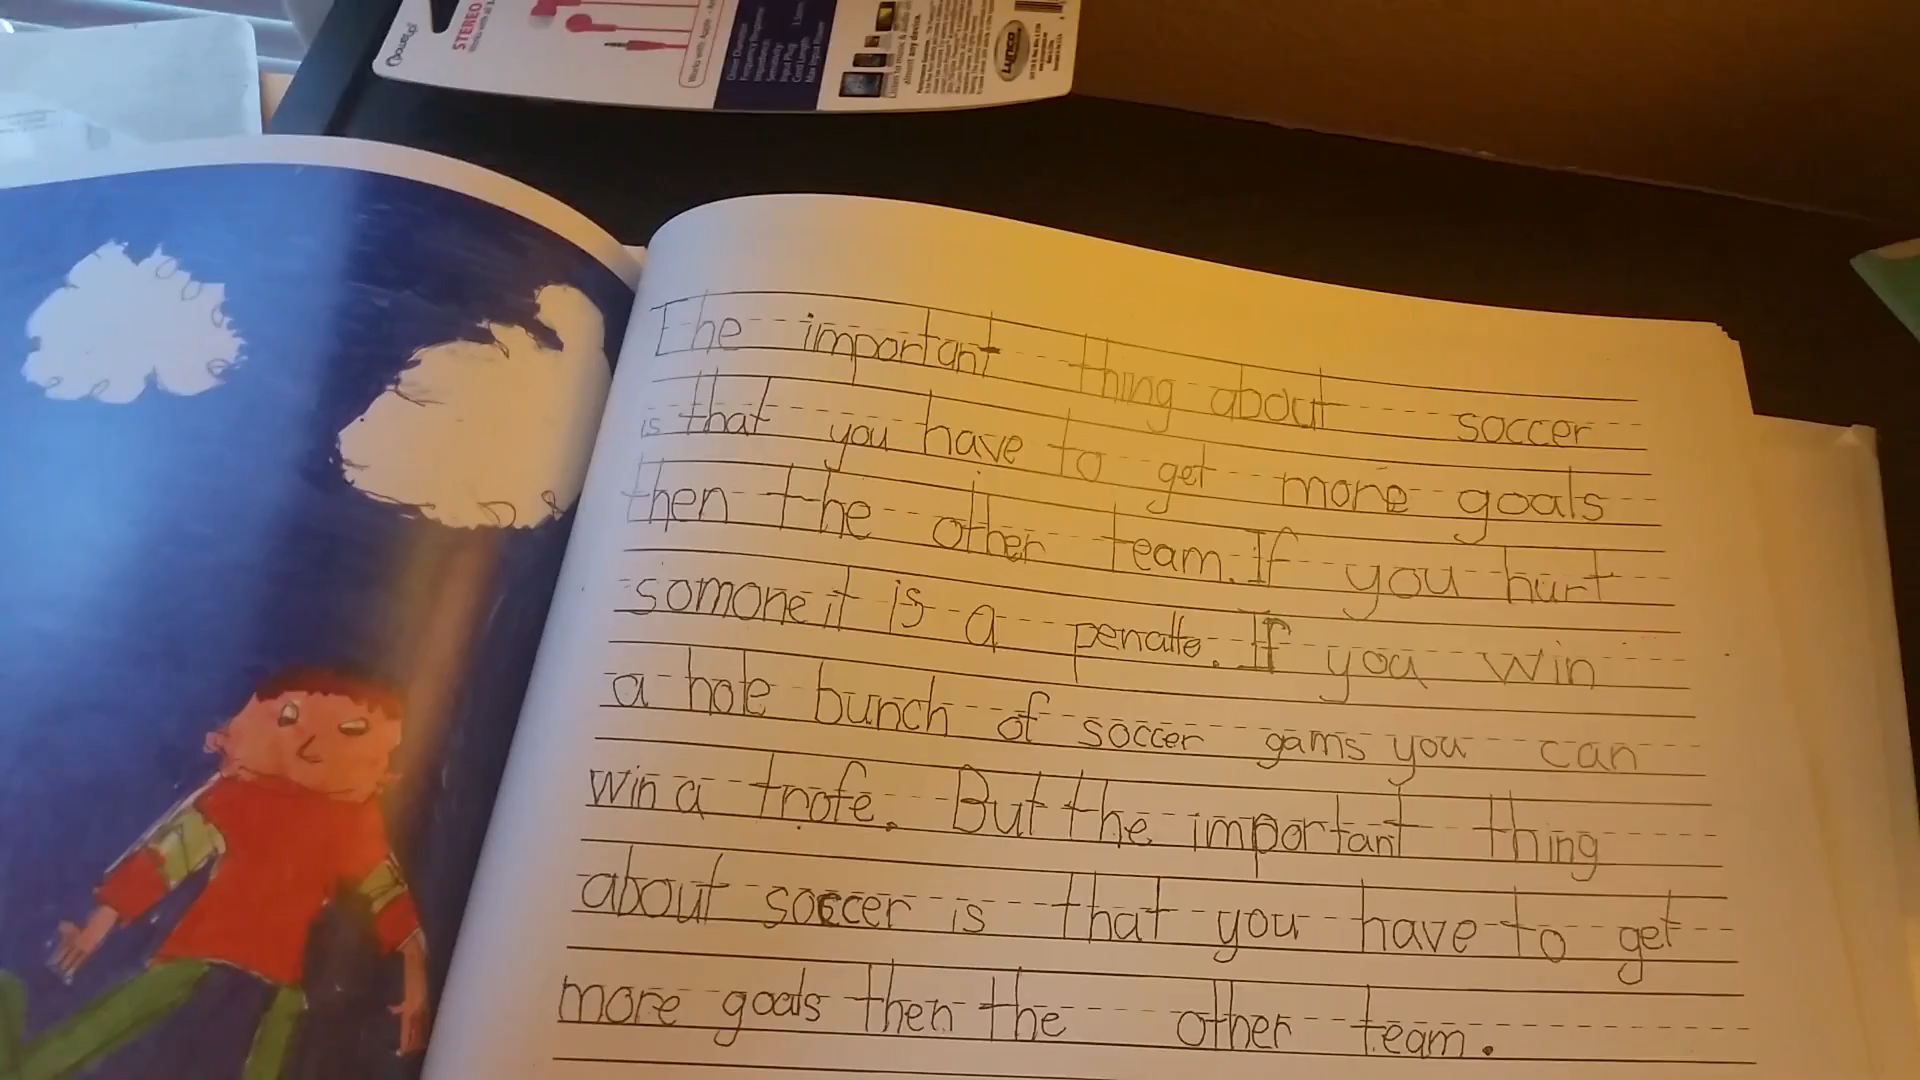 STEREO
Lynco
The important thing about soccer
is that you have to get more goals
then the other team. If you hurt
somone it is a penalte. If you win
a hole bunch of soccer gams you can
win a trofe. But the important thing
about soccer is that you have to get
more goals then the other team.